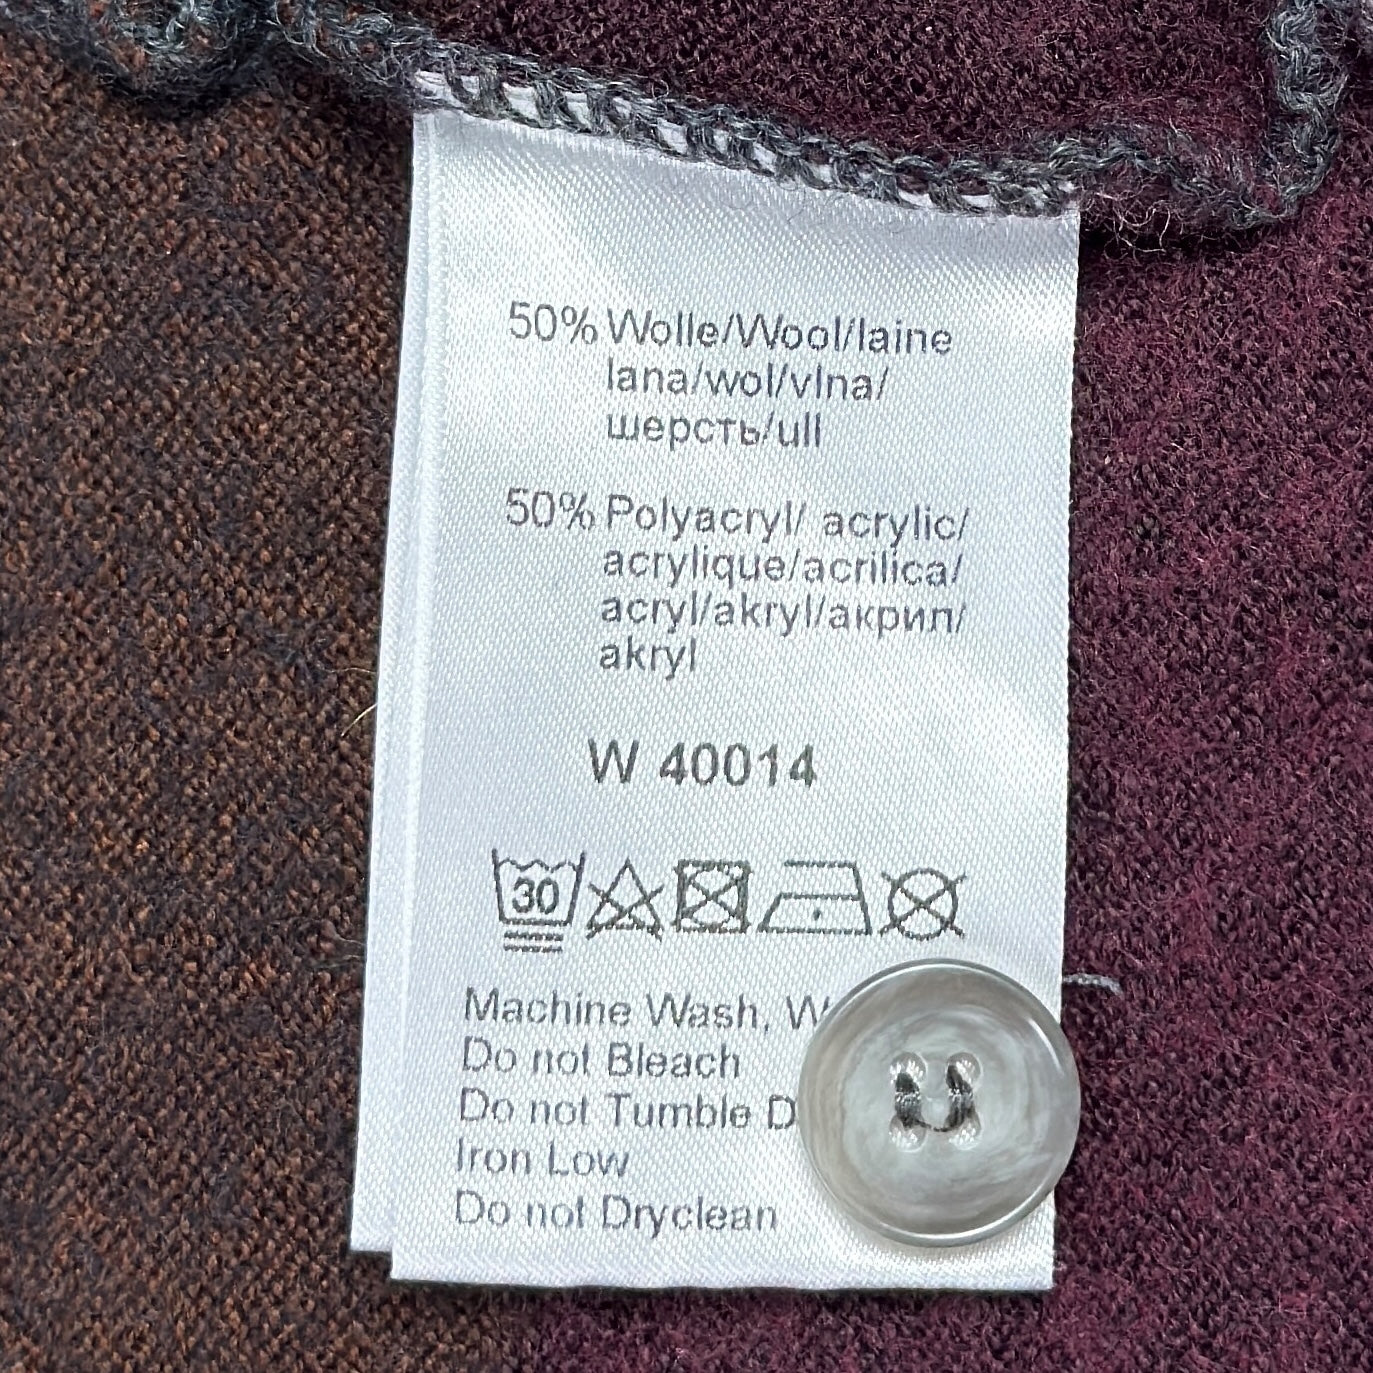 50% Wolle/Wool/laine
lana/wol/vlna/
шерсть/ull
50% Polyacryl/ acrylic/
acrylique/acrilica/
acryl/akryl/акрил/
akryl
W 40014
30
Machine Wash,
Do not Bleach
Do not Tumble
Iron Low
Do not Dryclean